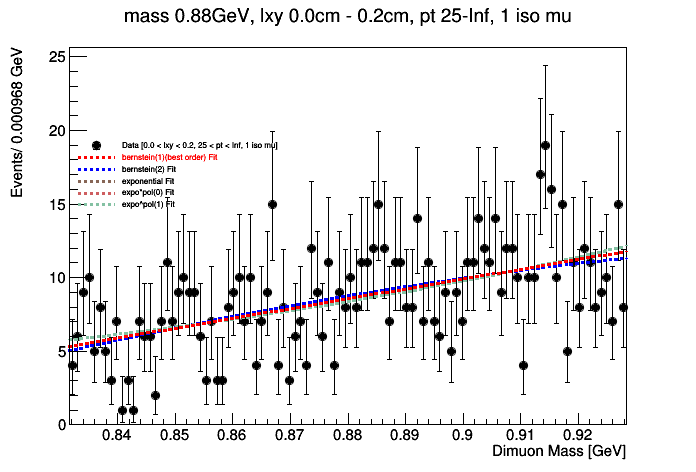 mass 0.88GeV, lxy 0.0cm - 0.2cm, pt 25-Inf, 1 iso mu
Events/ 0.000968 GeV
25
20
15
10
5
0
Data [0.0 < lxy < 0.2, 25 < pt < Inf, 1 iso mu]
bernstein(1)(best order) Fit
bernstein(2) Fit
exponential Fit
expo*pol(0) Fit
expo*pol(1) Fit
0.84
0.85
0.86
0.87
0.88
0.89
0.9
0.91
0.92
Dimuon Mass [GeV]